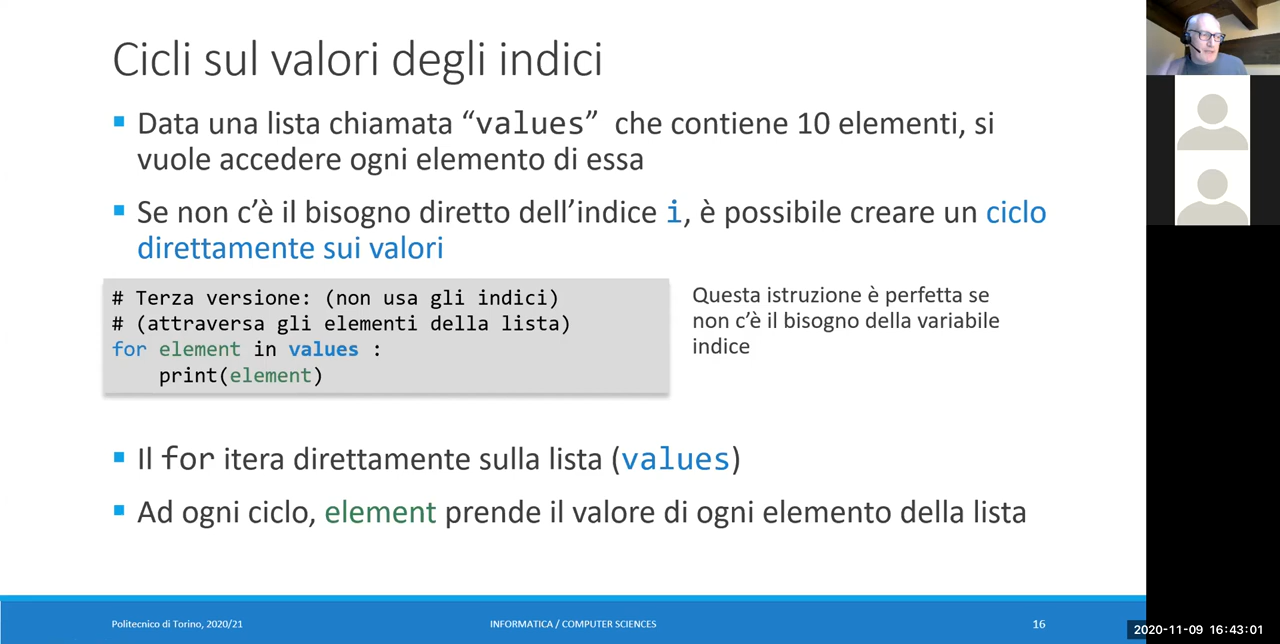 Cicli sul valori degli indici
Data una lista chiamata “values” che contiene 10 elementi, si
vuole accedere ogni elemento di essa
Se non c’è il bisogno diretto dell’indice i, è possibile creare un ciclo
direttamente sui valori
# Terza versione: (non usa gli indici)
# (attraversa gli elementi della lista)
for element in values :
    print(element)
Questa istruzione è perfetta se
non c’è il bisogno della variabile
indice
Il for itera direttamente sulla lista (values)
Ad ogni ciclo, element prende il valore di ogni elemento della lista
Politecnico di Torino, 2020/21
INFORMATICA / COMPUTER SCIENCES
16
2020-11-09 16:43:01